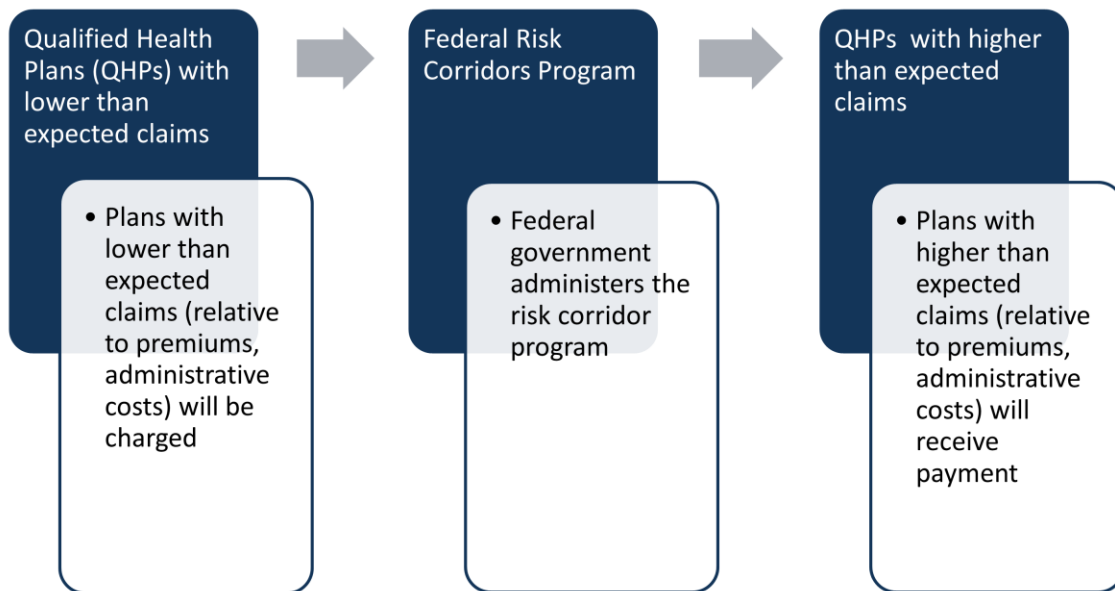 Qualified Health
Plans (QHPs) with
lower than
expected claims
• Plans with
lower than
expected
claims (relative
to premiums,
administrative
costs) will be
charged
Federal Risk
Corridors Program
• Federal
government
administers the
risk corridor
program
QHPs  with higher
than expected
claims
• Plans with
higher than
expected
claims (relative
to premiums,
administrative
costs) will
receive
payment